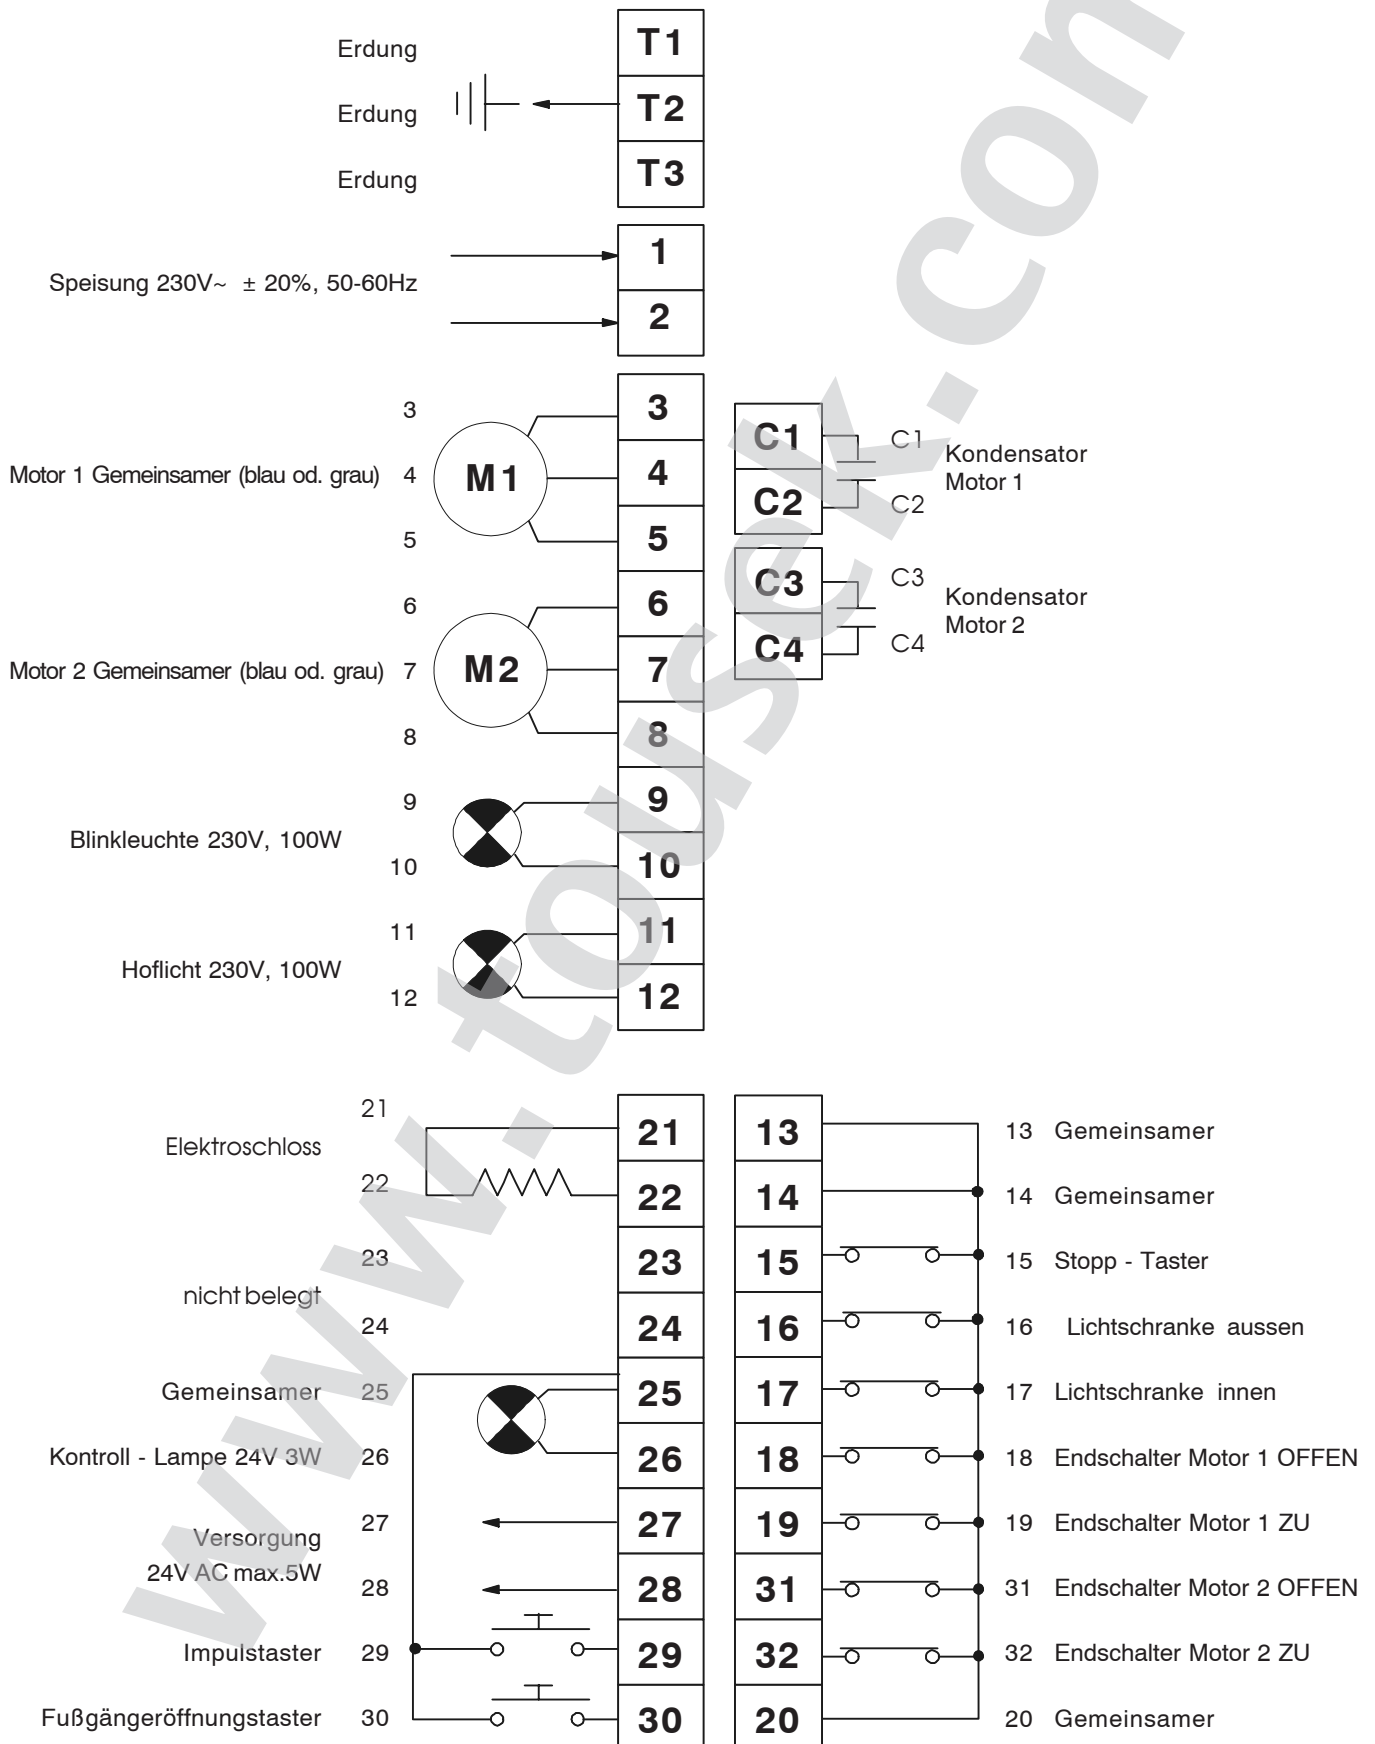 Erdung T1
Erdung T2
Erdung T3
1
Speisung 230V~ ± 20%, 50-60Hz
2
3 3
Motor 1 Gemeinsamer (blau od. grau) 4 M1 4
5 5
C1 C1
Kondensator
Motor 1
C2 C2
6 6
Motor 2 Gemeinsamer (blau od. grau) 7 M2 7
8 8
C3 C3
Kondensator
Motor 2
C4 C4
9 9
Blinkleuchte 230V, 100W
10 10
11 11
Hoflicht 230V, 100W
12 12
21 21
Elektroschloss
22 22
23 23
nicht belegt
24 24
Gemeinsamer 25 25
Kontroll - Lampe 24V 3W 26 26
27 27
Versorgung
24V AC max.5W
28 28
Impulstaster 29 29
Fußgängeröffnungstaster 30 30
13 13 Gemeinsamer
14 14 Gemeinsamer
15 15 Stopp - Taster
16 16 Lichtschranke aussen
17 17 Lichtschranke innen
18 18 Endschalter Motor 1 OFFEN
19 19 Endschalter Motor 1 ZU
31 31 Endschalter Motor 2 OFFEN
32 32 Endschalter Motor 2 ZU
20 20 Gemeinsamer
www.tousek.com